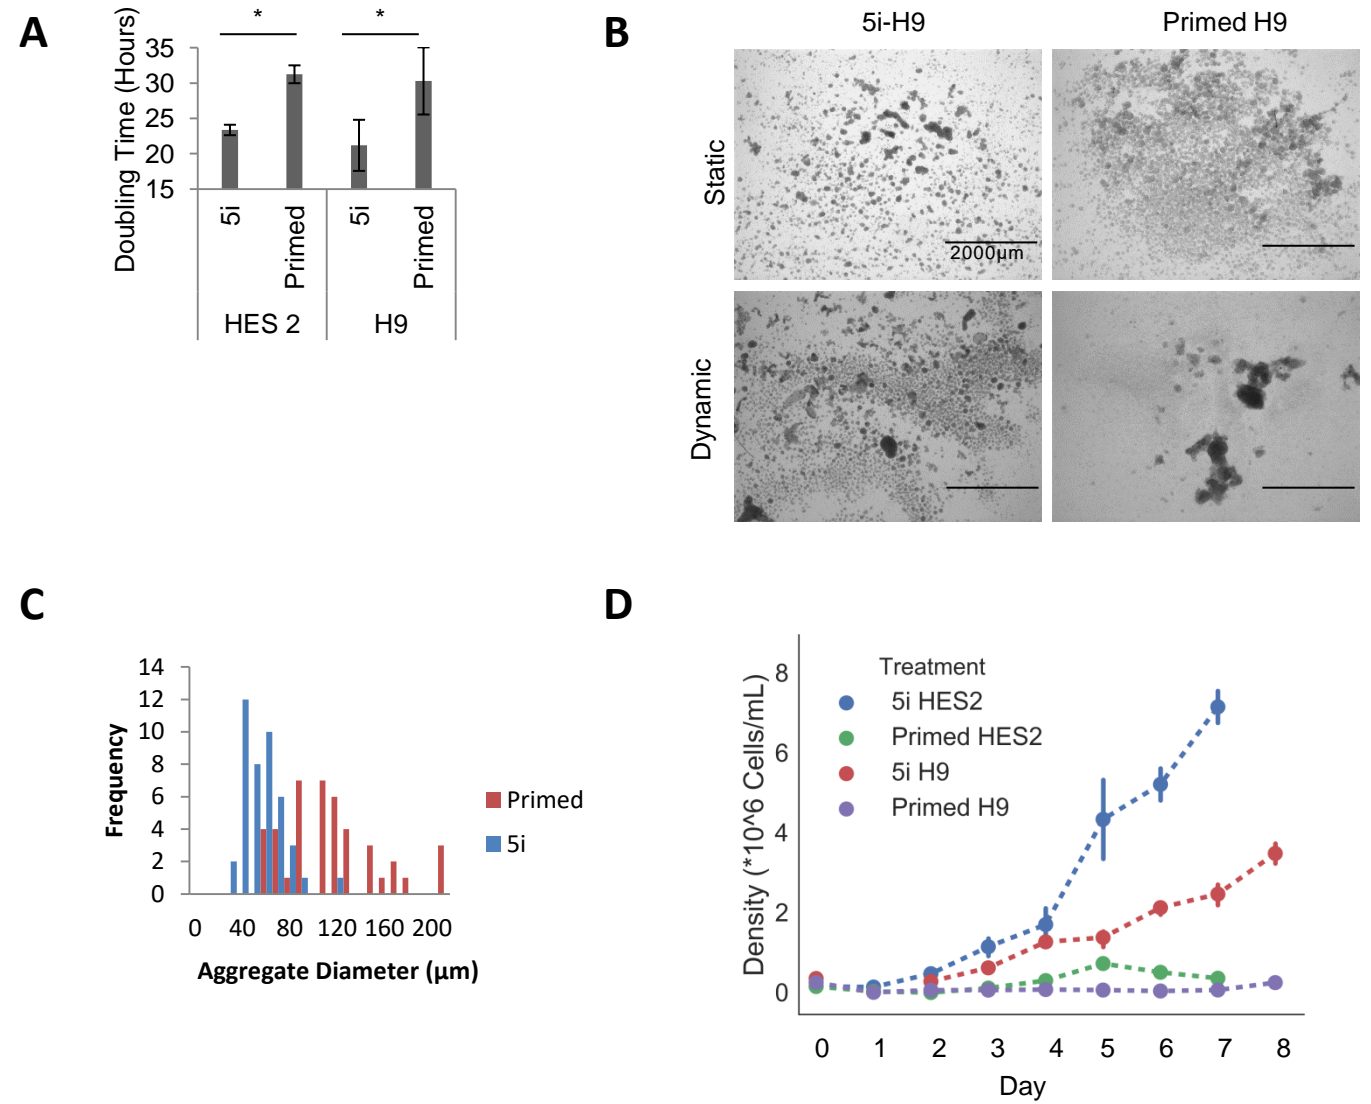 A
*
*
Doubling Time (Hours)
35
30
25
20
15
5i
Primed
5i
Primed
HES 2
H9
B
5i-H9
Primed H9
Static
2000µm
Dynamic
C
14
12
10
8
6
4
2
0
Frequency
0 40 80 120 160 200
Aggregate Diameter (µm)
Primed
5i
D
Density (*10^6 Cells/mL)
8
6
4
2
0
Treatment
5i HES2
Primed HES2
5i H9
Primed H9
0 1 2 3 4 5 6 7 8
Day